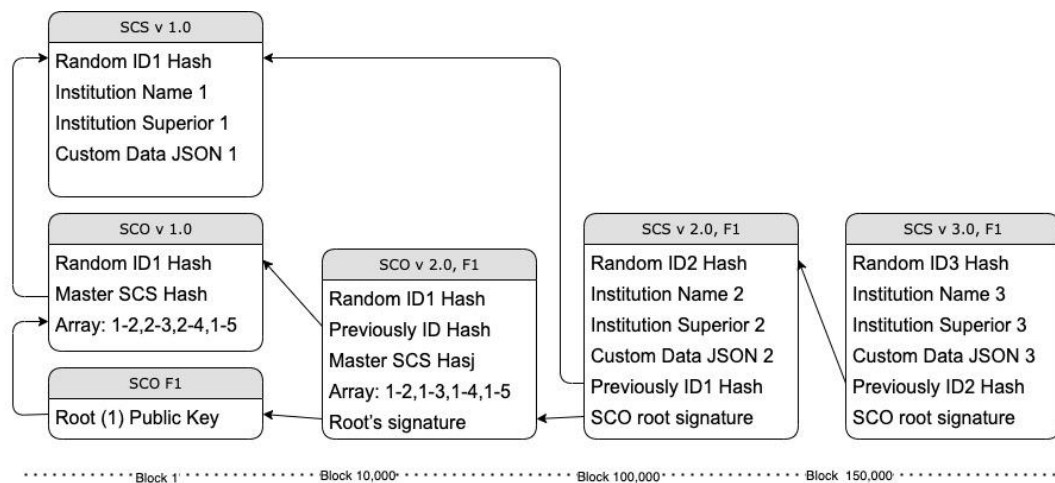 SCS v 1.0
Random ID1 Hash
Institution Name 1
Institution Superior 1
Custom Data JSON 1
SCO v 1.0
Random ID1 Hash
Master SCS Hash
Array: 1-2,2-3,2-4,1-5
SCO F1
Root (1) Public Key
SCO v 2.0, F1
Random ID1 Hash
Previously ID Hash
Master SCS Hasj
Array: 1-2,1-3,1-4,1-5
Root's signature
SCS v 2.0, F1
Random ID2 Hash
Institution Name 2
Institution Superior 2
Custom Data JSON 2
Previously ID1 Hash
SCO root signature
SCS v 3.0, F1
Random ID3 Hash
Institution Name 3
Institution Superior 3
Custom Data JSON 3
Previously ID2 Hash
SCO root signature
Block 1
Block 10,000
Block 100,000
Block 150,000